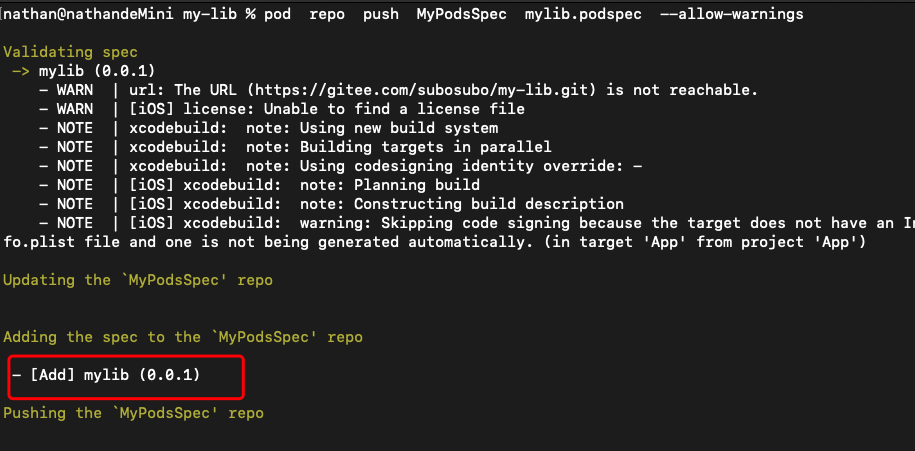 nathan@nathandeMini my-lib % pod  repo  push  MyPodsSpec  mylib.podspec  --allow-warnings
Validating spec
-> mylib (0.0.1)
- WARN  | url: The URL (https://gitee.com/subosubo/my-lib.git) is not reachable.
- WARN  | [iOS] license: Unable to find a license file
- NOTE  | xcodebuild:  note: Using new build system
- NOTE  | xcodebuild:  note: Building targets in parallel
- NOTE  | xcodebuild:  note: Using codesigning identity override: -
- NOTE  | [iOS] xcodebuild:  note: Planning build
- NOTE  | [iOS] xcodebuild:  note: Constructing build description
- NOTE  | [iOS] xcodebuild:  warning: Skipping code signing because the target does not have an In
fo.plist file and one is not being generated automatically. (in target 'App' from project 'App')
Updating the `MyPodsSpec' repo
Adding the spec to the `MyPodsSpec' repo
- [Add] mylib (0.0.1)
Pushing the `MyPodsSpec' repo